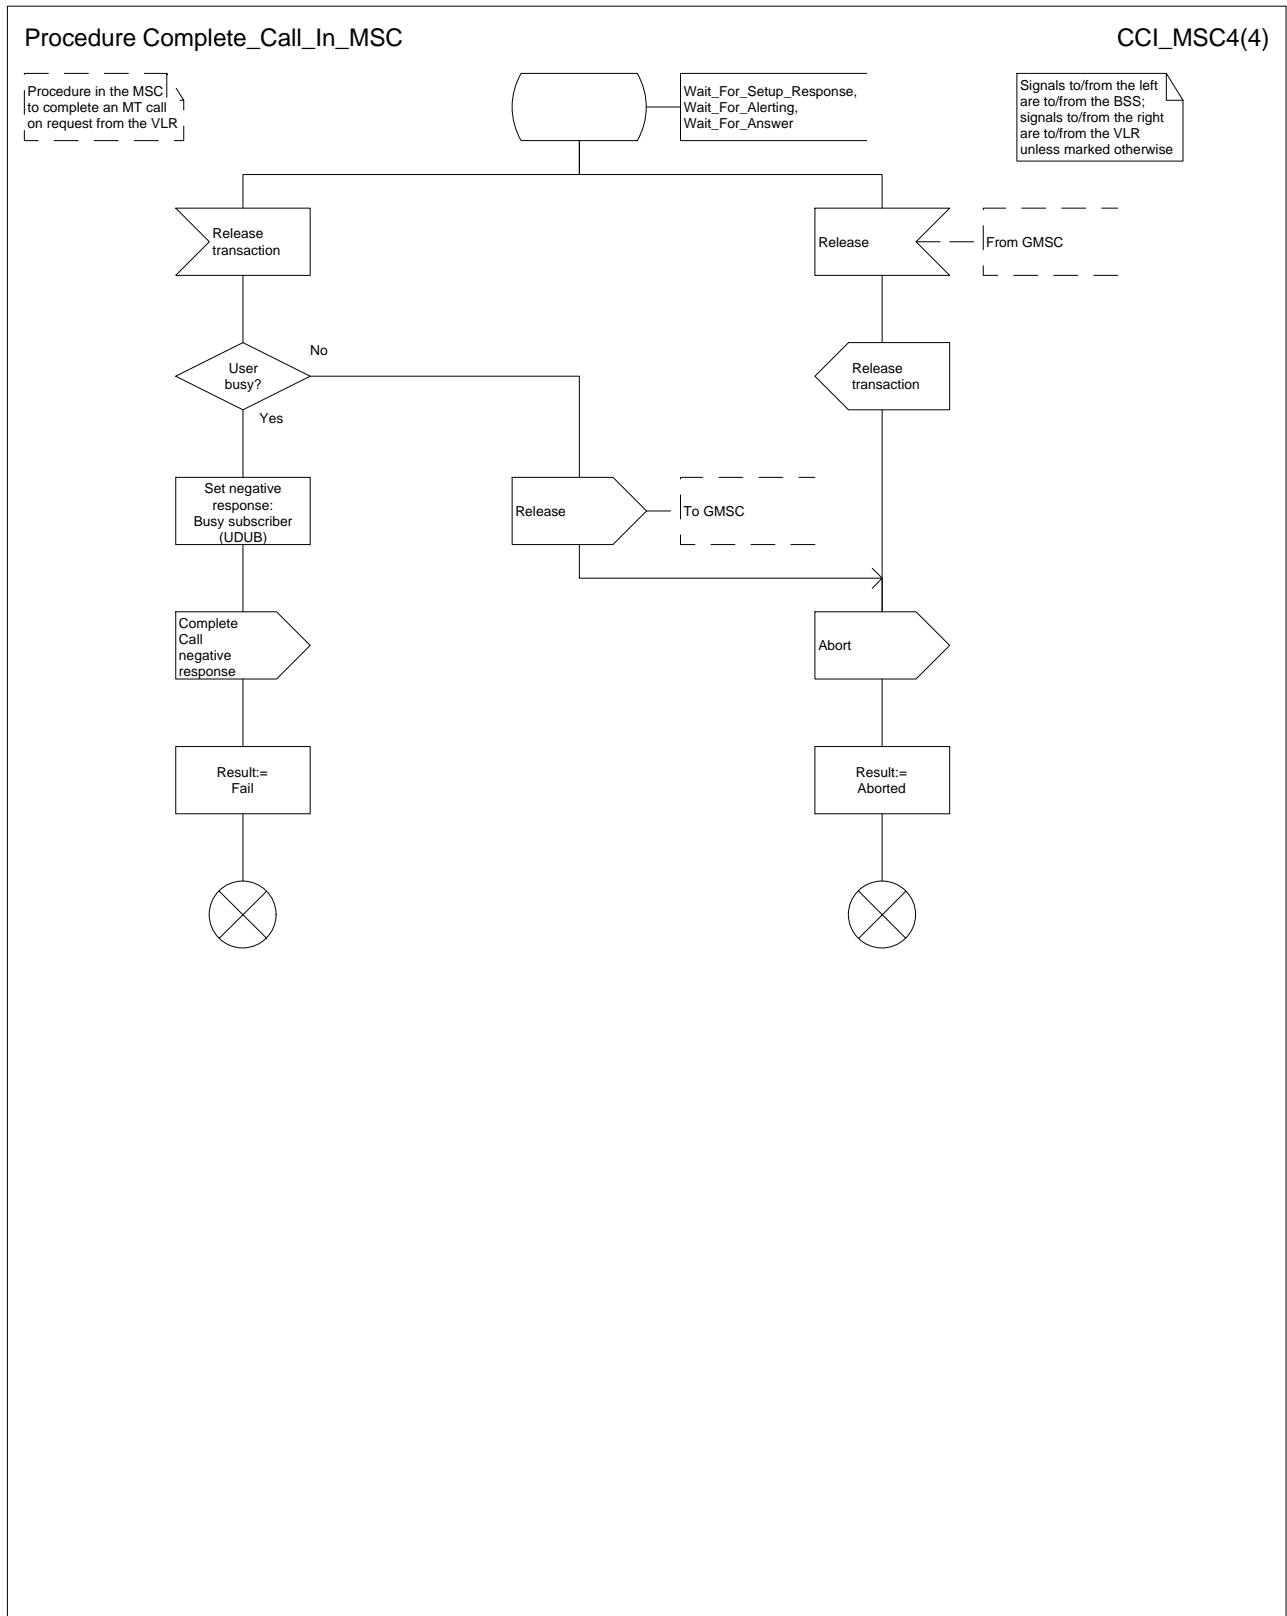 Procedure Complete_Call_In_MSC
CCI_MSC4(4)
Procedure in the MSC
to complete an MT call
on request from the VLR
Wait_For_Setup_Response,
Wait_For_Alerting,
Wait_For_Answer
Signals to/from the left
are to/from the BSS;
signals to/from the right
are to/from the VLR
unless marked otherwise
Release
transaction
Release
From GMSC
User
busy?
No
Yes
Release
transaction
Set negative
response:
Busy subscriber
(UDUB)
Release
To GMSC
Complete
Call
negative
response
Abort
Result:=
Fail
Result:=
Aborted